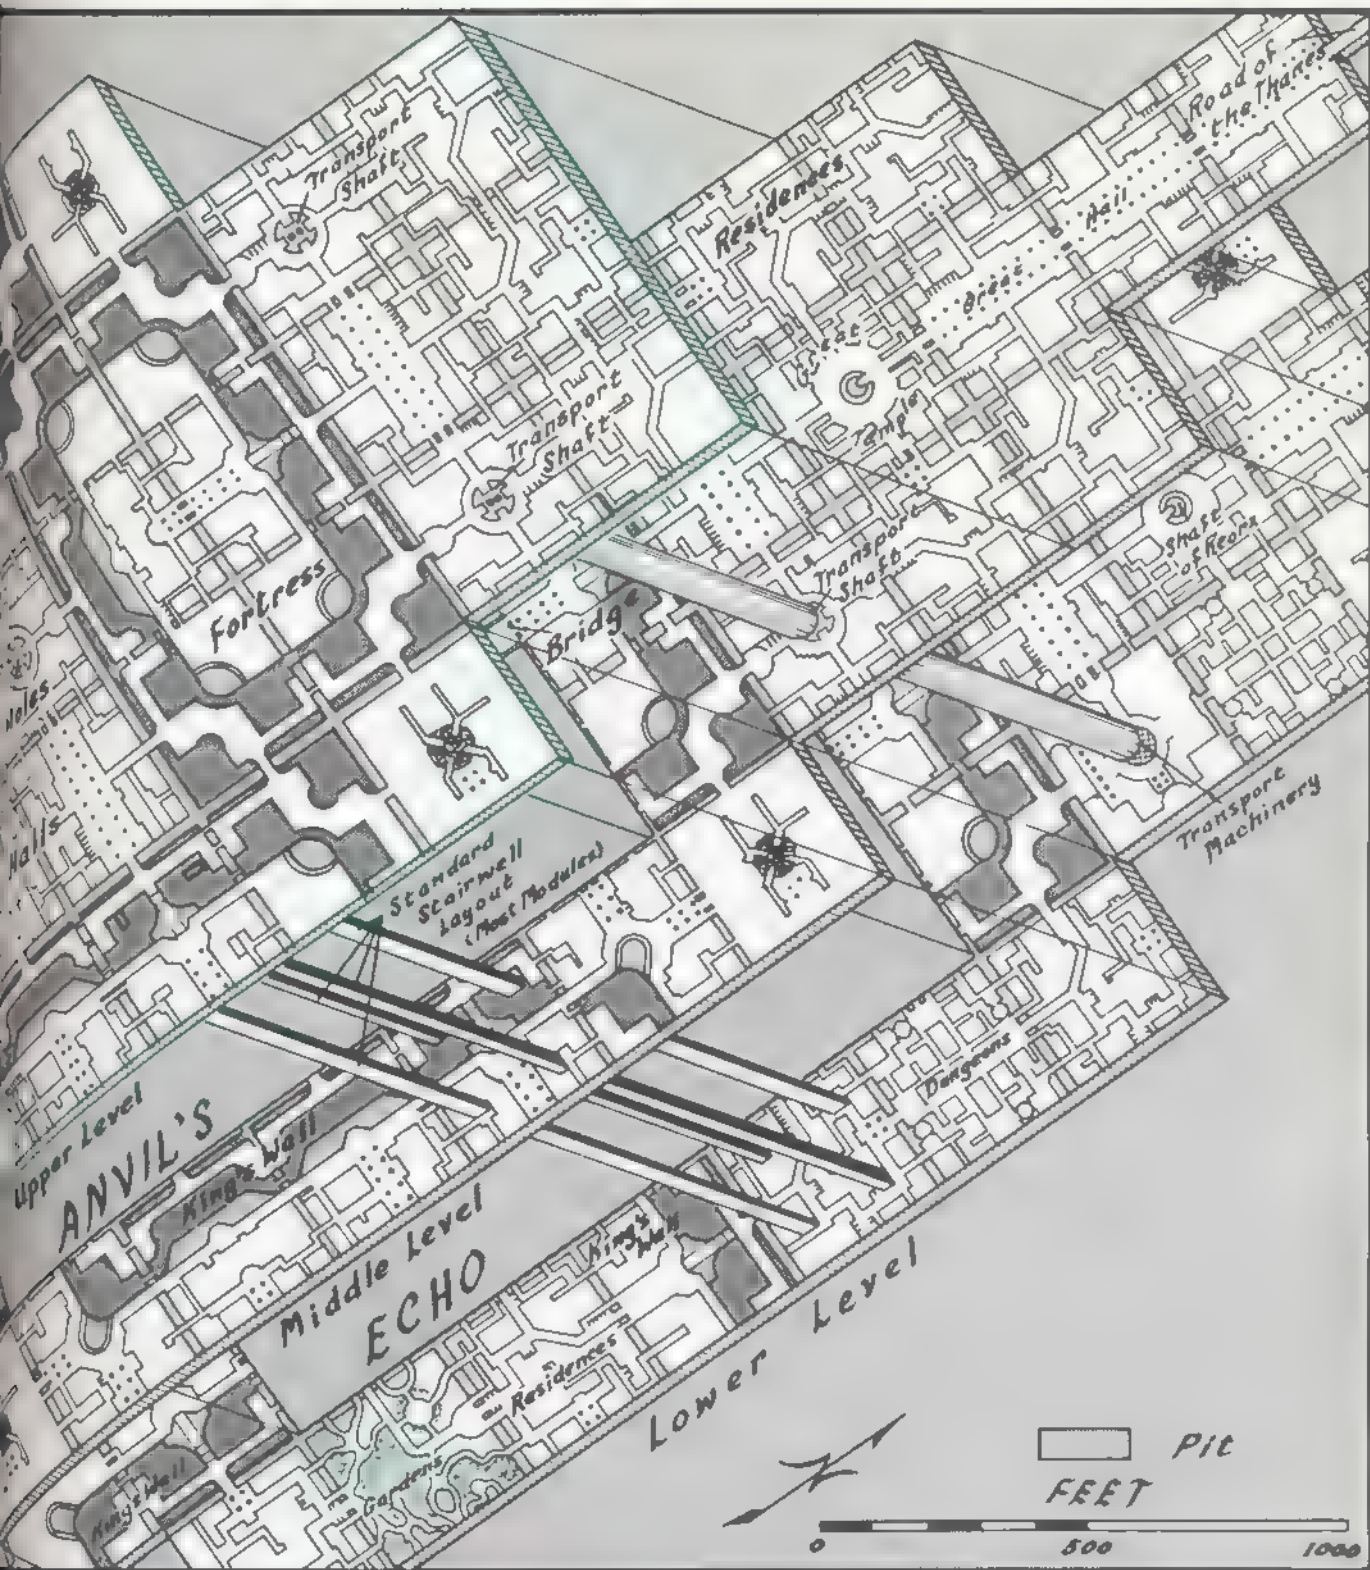 Transport
Shaft
Residences
Road of
the Thanes
Hall
Great
Great
Temple
Transport
Shaft
Transport
Shaft
Shaft
of Reorx
Fortress
Bridge
Holes
Halls
Standard
Stairwell
Layout
(Most Modules)
Transport
Machinery
Dungeons
Upper Level
ANVIL'S
King's Wall
Middle Level
ECHO
King's
Wall
Lower Level
Residences
Gardens
King's Wall
Pit
FEET
0 500 1000